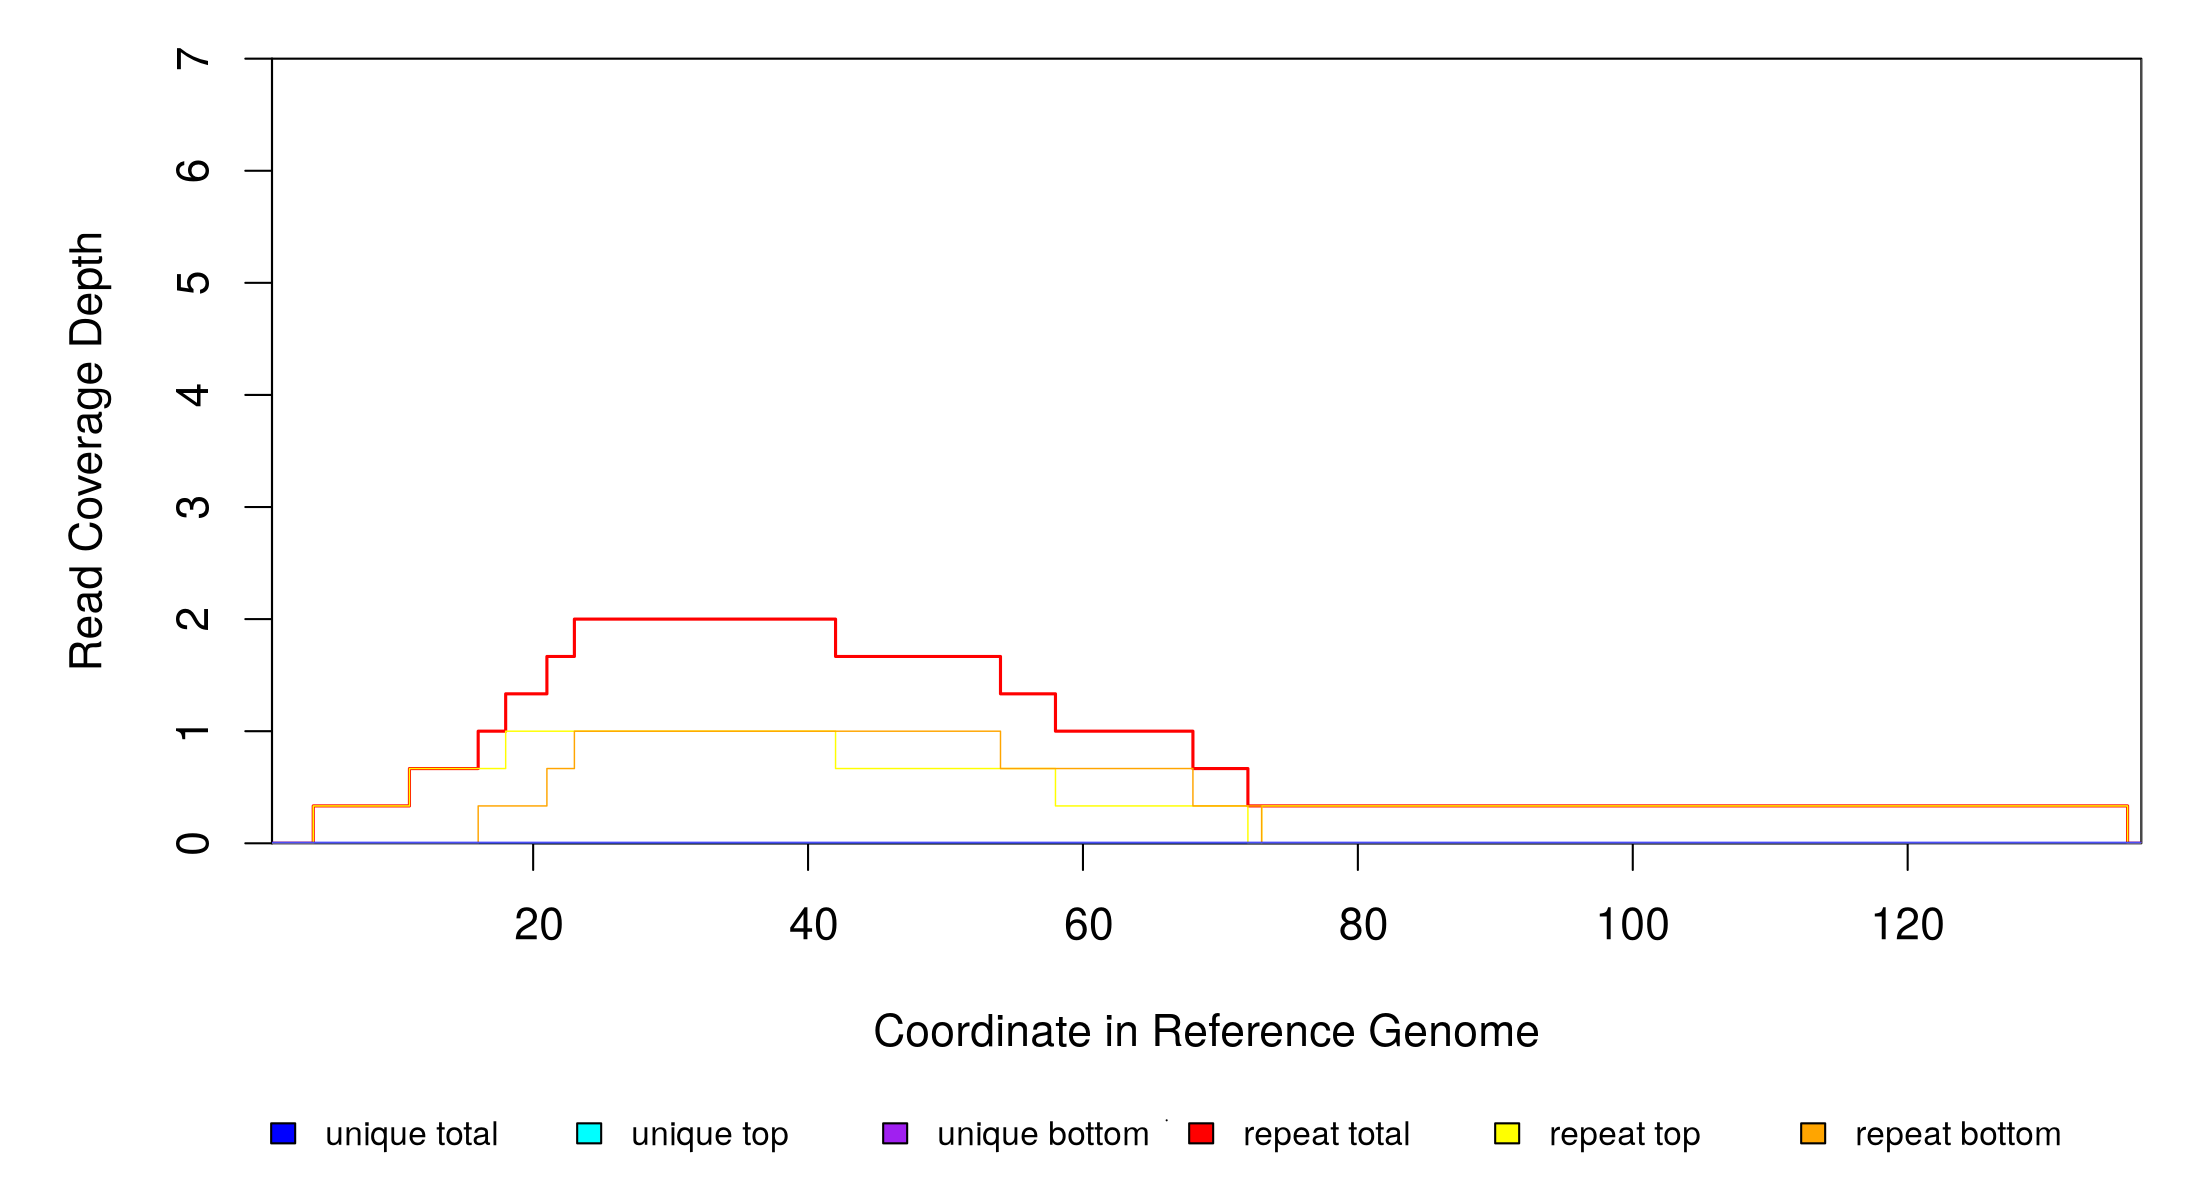 7
6
5
4
3
2
1
0
Read Coverage Depth
20 40 60 80 100 120
Coordinate in Reference Genome
unique total unique top unique bottom repeat total repeat top repeat bottom